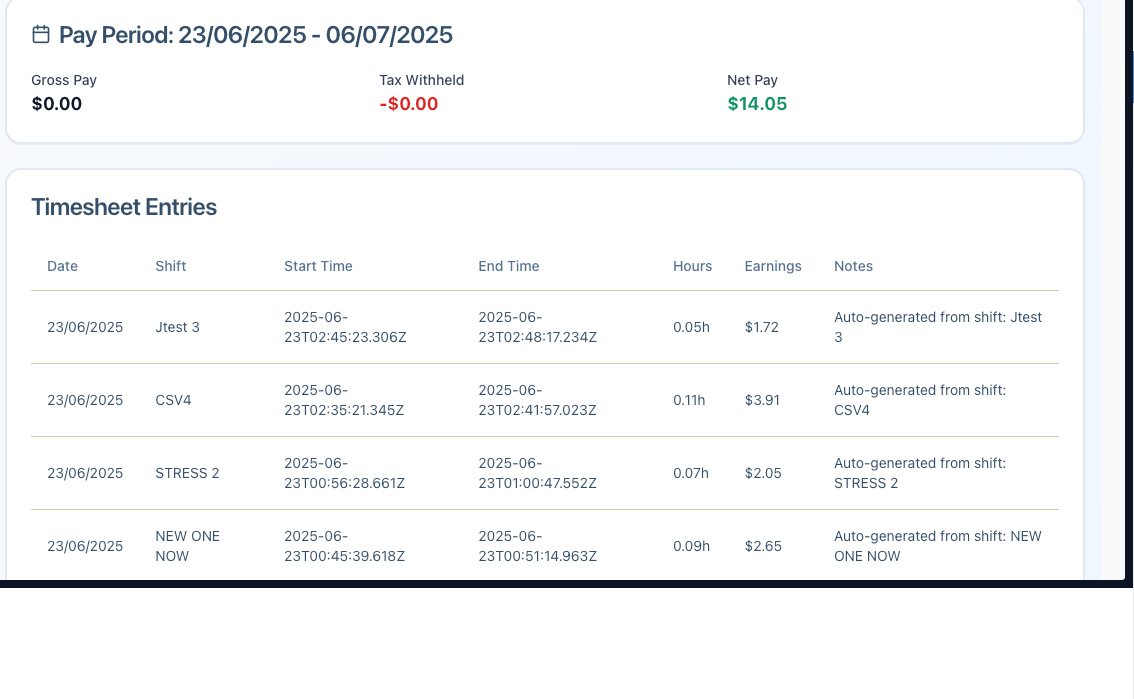 Pay Period: 23/06/2025 - 06/07/2025
Gross Pay Tax Withheld Net Pay
$0.00 -$0.00 $14.05
Timesheet Entries
Date Shift Start Time End Time Hours Earnings Notes
23/06/2025 Jtest 3 2025-06-23T02:45:23.306Z 2025-06-23T02:48:17.234Z 0.05h $1.72 Auto-generated from shift: Jtest 3
23/06/2025 CSV4 2025-06-23T02:35:21.345Z 2025-06-23T02:41:57.023Z 0.11h $3.91 Auto-generated from shift: CSV4
23/06/2025 STRESS 2 2025-06-23T00:56:28.661Z 2025-06-23T01:00:47.552Z 0.07h $2.05 Auto-generated from shift: STRESS 2
23/06/2025 NEW ONE NOW 2025-06-23T00:45:39.618Z 2025-06-23T00:51:14.963Z 0.09h $2.65 Auto-generated from shift: NEW ONE NOW